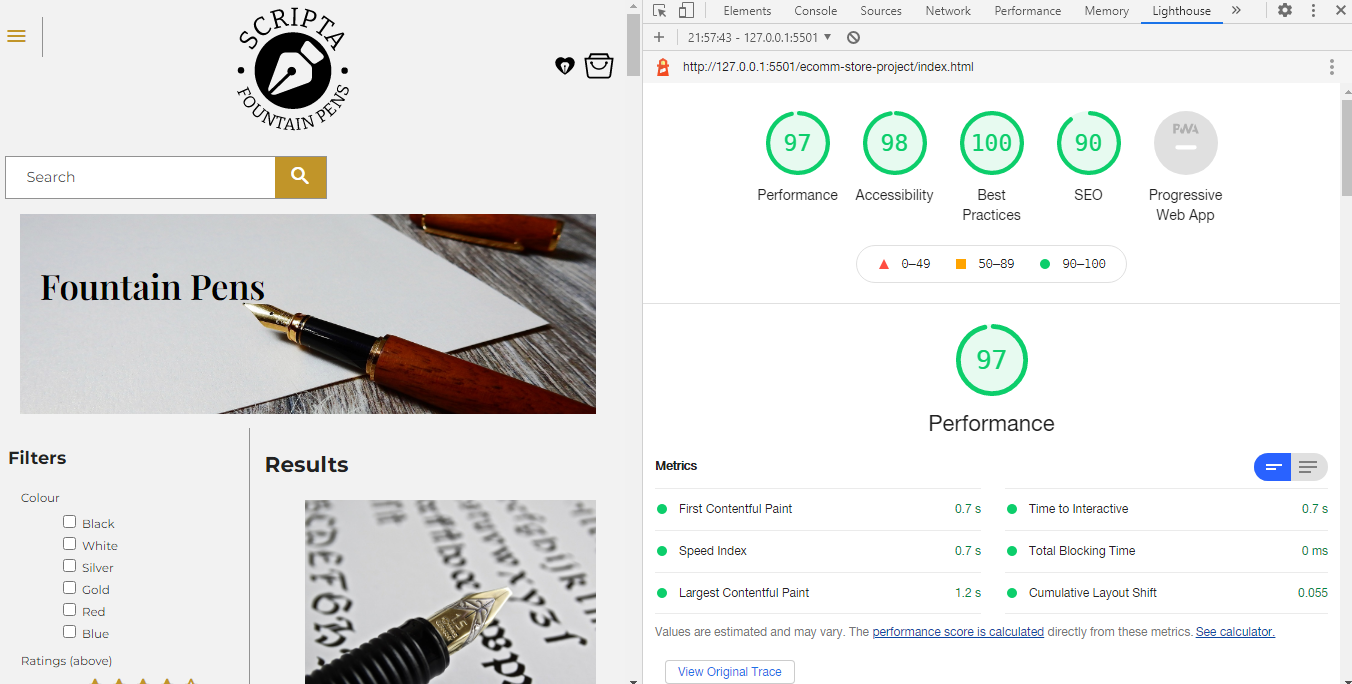 SCRIPTA
FOUNTAIN PENS
Search
Fountain Pens
Filters
Colour
Black
White
Silver
Gold
Red
Blue
Ratings (above)
Results
Elements Console Sources Network Performance Memory Lighthouse
21:57:43 - 127.0.0.1:5501
http://127.0.0.1:5501/ecomm-store-project/index.html
97 98 100 90 PWA
Performance Accessibility Best Practices SEO Progressive Web App
0–49 50–89 90–100
97
Performance
Metrics
First Contentful Paint 0.7 s
Time to Interactive 0.7 s
Speed Index 0.7 s
Total Blocking Time 0 ms
Largest Contentful Paint 1.2 s
Cumulative Layout Shift 0.055
Values are estimated and may vary. The performance score is calculated directly from these metrics. See calculator.
View Original Trace